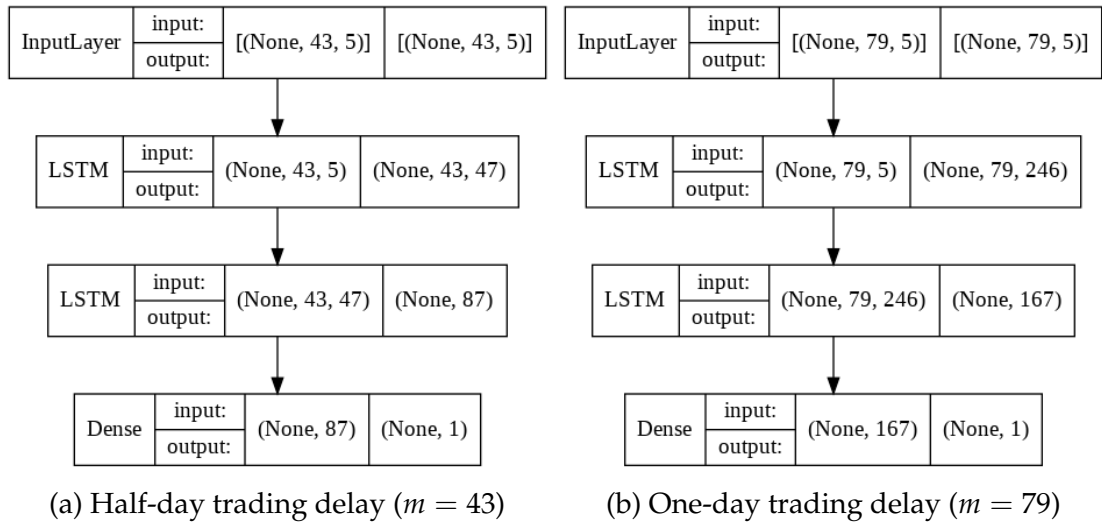 InputLayer input: output: [(None, 43, 5)] [(None, 43, 5)]
LSTM input: output: (None, 43, 5) (None, 43, 47)
LSTM input: output: (None, 43, 47) (None, 87)
Dense input: output: (None, 87) (None, 1)
(a) Half-day trading delay (m = 43)
InputLayer input: output: [(None, 79, 5)] [(None, 79, 5)]
LSTM input: output: (None, 79, 5) (None, 79, 246)
LSTM input: output: (None, 79, 246) (None, 167)
Dense input: output: (None, 167) (None, 1)
(b) One-day trading delay (m = 79)